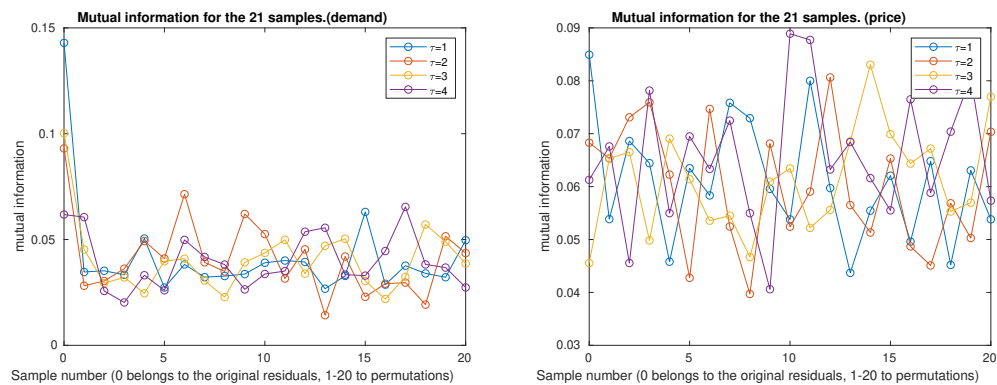 Mutual information for the 21 samples.(demand)
0.15
0.1
0.05
0
mutual information
τ=1
τ=2
τ=3
τ=4
0 5 10 15 20
Sample number (0 belongs to the original residuals, 1-20 to permutations)
Mutual information for the 21 samples. (price)
0.09
0.08
0.07
0.06
0.05
0.04
0.03
mutual information
τ=1
τ=2
τ=3
τ=4
0 5 10 15 20
Sample number (0 belongs to the original residuals, 1-20 to permutations)